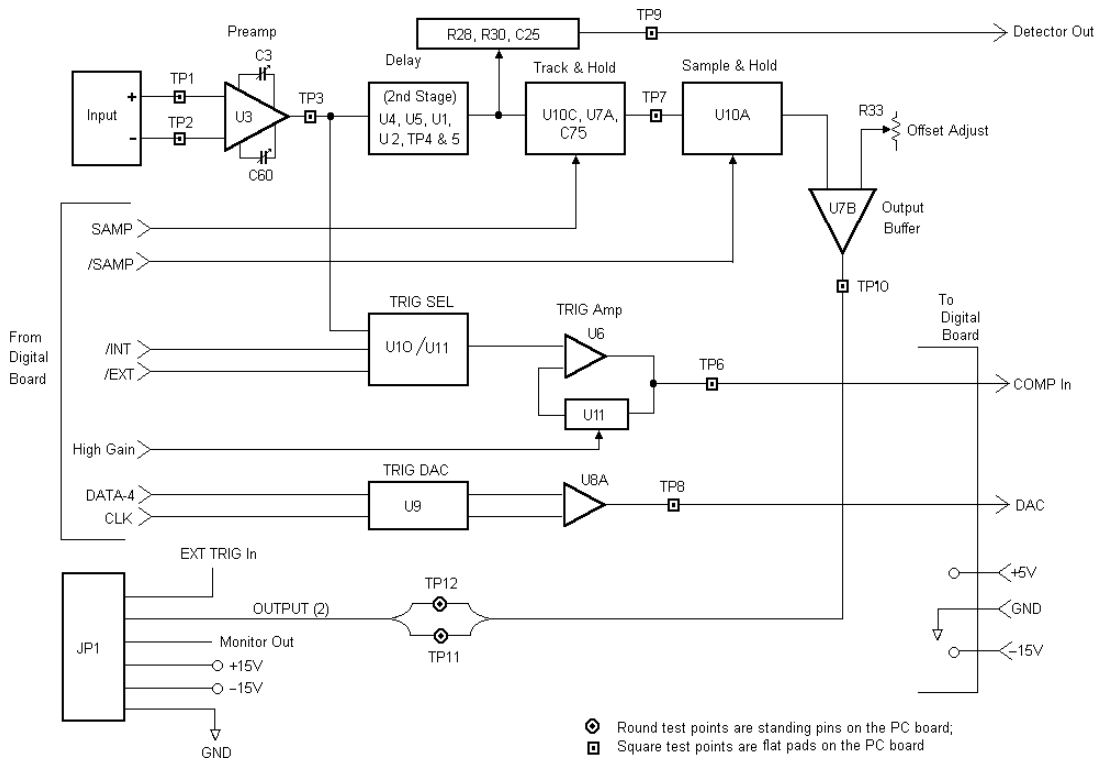 TP9
R28, R30, C25
Detector Out
Preamp
C3
Delay
Track & Hold
Sample & Hold
TP1
TP3
TP7
R33
Input
+
-
U3
(2nd Stage)
U4, U5, U1,
U2, TP4 & 5
U10C, U7A,
C75
U10A
Offset Adjust
TP2
C60
U7B
Output
Buffer
SAMP
/SAMP
TP10
TRIG SEL
TRIG Amp
To
Digital
Board
From
Digital
Board
U6
/INT
/EXT
U10 / U11
TP6
COMP In
U11
High Gain
TRIG DAC
U8A
DATA-4
CLK
U9
TP8
DAC
EXT TRIG In
TP12
+5V
OUTPUT (2)
GND
JP1
Monitor Out
TP11
-15V
+15V
-15V
GND
Round test points are standing pins on the PC board;
Square test points are flat pads on the PC board